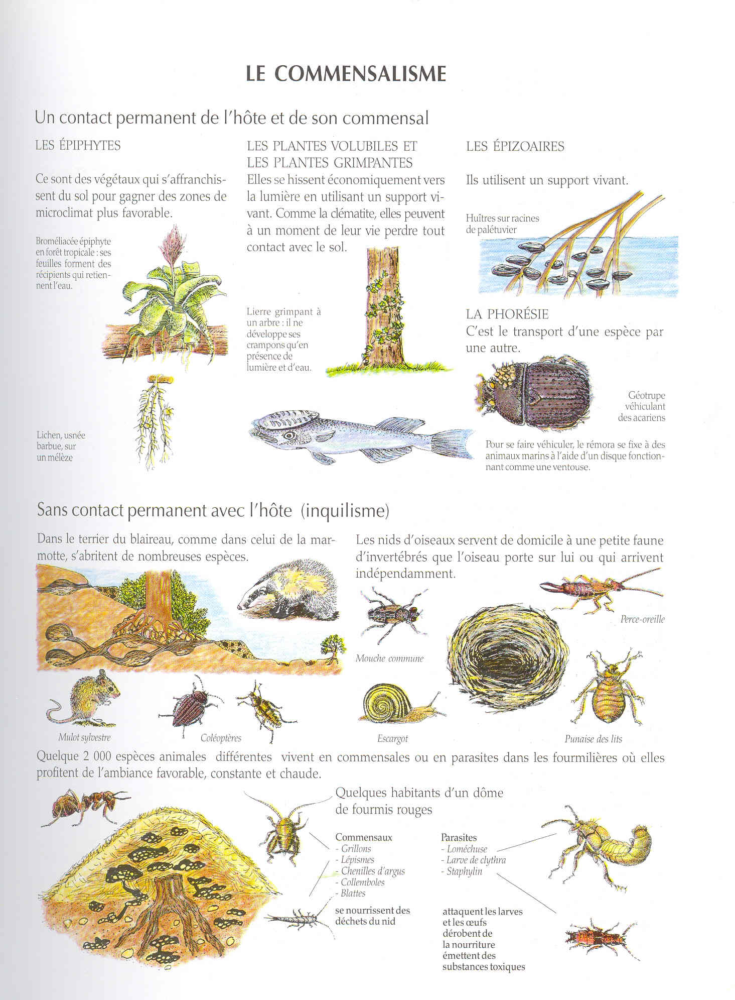 LE COMMENSALISME
Un contact permanent de l'hôte et de son commensal
LES ÉPIPHYTES
Ce sont des végétaux qui s'affranchis-
sent du sol pour gagner des zones de
microclimat plus favorable.
Broméliacée épiphyte
en forêt tropicale : ses
feuilles forment des
récipients qui retien-
nent l'eau.
Lichen, usnée
barbue, sur
un mélèze
LES PLANTES VOLUBILES ET
LES PLANTES GRIMPANTES
Elles se hissent économiquement vers
la lumière en utilisant un support vi-
vant. Comme la clématite, elles peuvent
à un moment de leur vie perdre tout
contact avec le sol.
Lierre grimpant à
un arbre : il ne
développe ses
crampons qu'en
présence de
lumière et d'eau.
LES ÉPIZOAIRES
Ils utilisent un support vivant.
Huîtres sur racines
de palétuvier
LA PHORÉSIE
C'est le transport d'une espèce par
une autre.
Géotrupe
véhiculant
des acariens
Pour se faire véhiculer, le rémora se fixe à des
animaux marins à l'aide d'un disque fonction-
nant comme une ventouse.
Sans contact permanent avec l'hôte (inquilisme)
Dans le terrier du blaireau, comme dans celui de la mar-
motte, s'abritent de nombreuses espèces.
Mulot sylvestre
Coléoptères
Les nids d'oiseaux servent de domicile à une petite faune
d'invertébrés que l'oiseau porte sur lui ou qui arrivent
indépendamment.
Perce-oreille
Mouche commune
Escargot
Punaise des lits
Quelque 2 000 espèces animales différentes vivent en commensales ou en parasites dans les fourmilières où elles
profitent de l'ambiance favorable, constante et chaude.
Quelques habitants d'un dôme
de fourmis rouges
Commensaux
- Grillons
- Lépismes
- Chenilles d'argus
- Collemboles
- Blattes
se nourrissent des
déchets du nid
Parasites
- Loméchuse
- Larve de clythra
- Staphylin
attaquent les larves
et les œufs
dérobent de
la nourriture
émettent des
substances toxiques